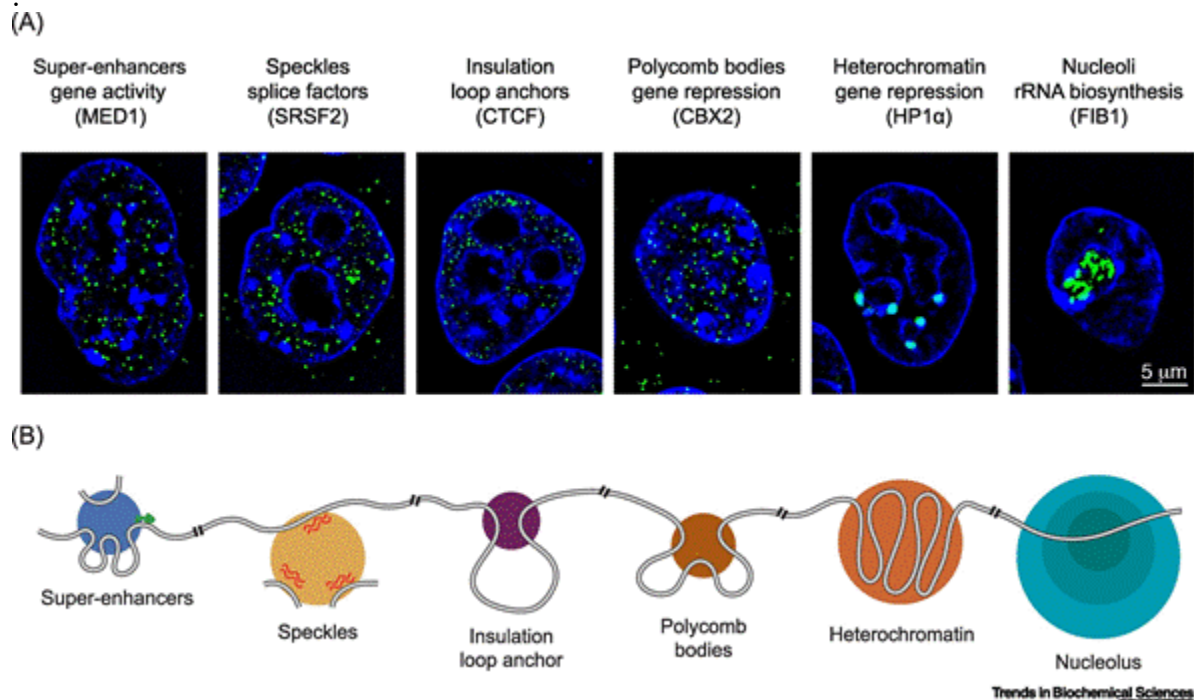 (A)
Super-enhancers
gene activity
(MED1)
Speckles
splice factors
(SRSF2)
Insulation
loop anchors
(CTCF)
Polycomb bodies
gene repression
(CBX2)
Heterochromatin
gene repression
(HP1α)
Nucleoli
rRNA biosynthesis
(FIB1)
5 μm
(B)
Super-enhancers
Speckles
Insulation
loop anchor
Polycomb
bodies
Heterochromatin
Nucleolus
Trends in Biochemical Sciences